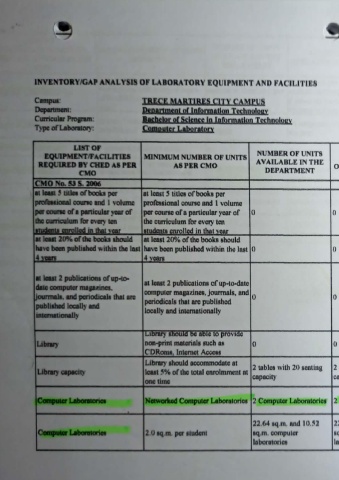 INVENTORY/GAP ANALYSIS OF LABORATORY EQUIPMENT AND FACILITIES
Campus: TRECE MARTIRES CITY CAMPUS
Department: Department of Information Technology
Curricular Program: Bachelor of Science in Information Technology
Type of Laboratory: Computer Laboratory
LIST OF EQUIPMENT/FACILITIES REQUIRED BY CHED AS PER CMO
MINIMUM NUMBER OF UNITS AS PER CMO
NUMBER OF UNITS AVAILABLE IN THE DEPARTMENT
CMO No. 53 S. 2006
at least 5 titles of books per
professional course and 1 volume
per course of a particular year of
the curriculum for every ten
students enrolled in that year
at least 5 titles of books per
professional course and 1 volume
per course of a particular year of
the curriculum for every ten
students enrolled in that year
0
at least 20% of the books should
have been published within the last
4 years
at least 20% of the books should
have been published within the last
4 years
0
at least 2 publications of up-to-
date computer magazines,
journals, and periodicals that are
published locally and
internationally
at least 2 publications of up-to-date
computer magazines, journals, and
periodicals that are published
locally and internationally
0
Library
Library should be able to provide
non-print materials such as
CDRoms, Internet Access
0
Library capacity
Library should accommodate at
least 5% of the total enrolment at
one time
2 tables with 20 seating
capacity
2
Computer Laboratories
Networked Computer Laboratories
2 Computer Laboratories
2
Computer Laboratories
2.0 sq.m. per student
22.64 sq.m. and 10.52
sq.m. computer
laboratories